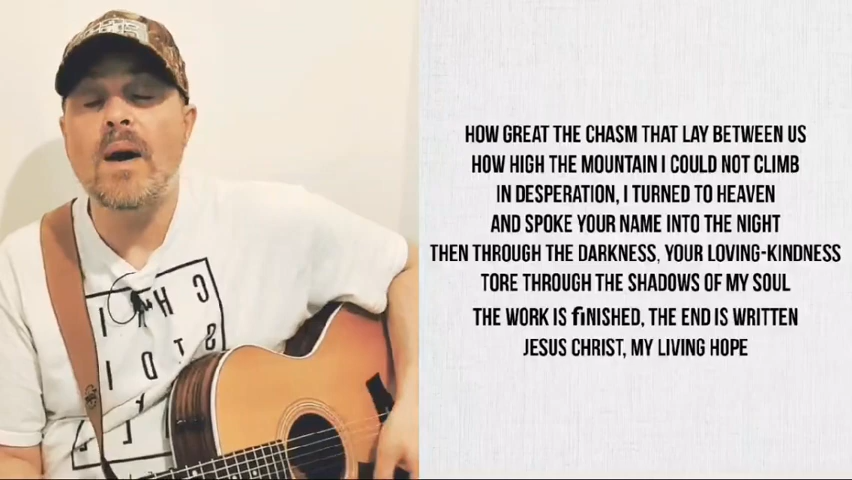 HOW GREAT THE CHASM THAT LAY BETWEEN US
HOW HIGH THE MOUNTAIN I COULD NOT CLIMB
IN DESPERATION, I TURNED TO HEAVEN
AND SPOKE YOUR NAME INTO THE NIGHT
THEN THROUGH THE DARKNESS, YOUR LOVING-KINDNESS
TORE THROUGH THE SHADOWS OF MY SOUL
THE WORK IS fiNISHED, THE END IS WRITTEN
JESUS CHRIST, MY LIVING HOPE